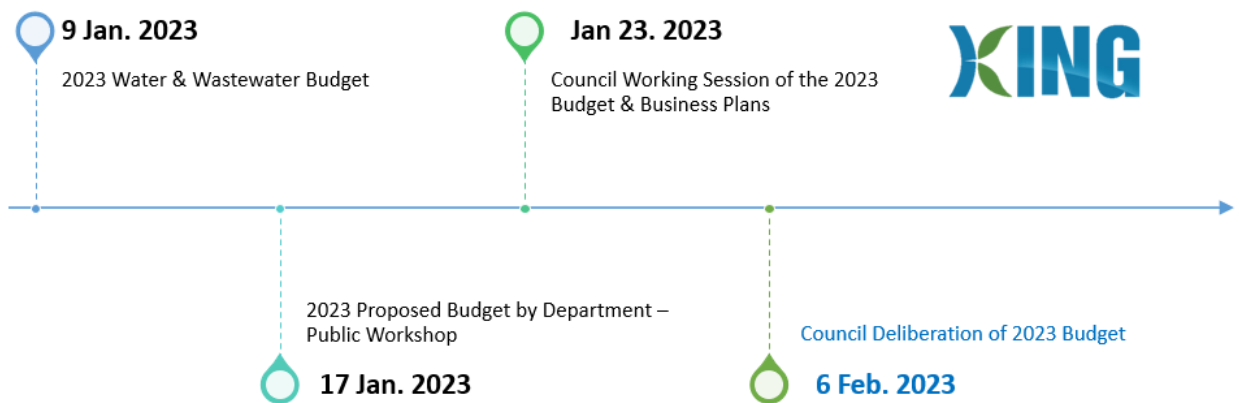 9 Jan. 2023
2023 Water & Wastewater Budget
Jan 23. 2023
Council Working Session of the 2023
Budget & Business Plans
KING
2023 Proposed Budget by Department –
Public Workshop
17 Jan. 2023
Council Deliberation of 2023 Budget
6 Feb. 2023